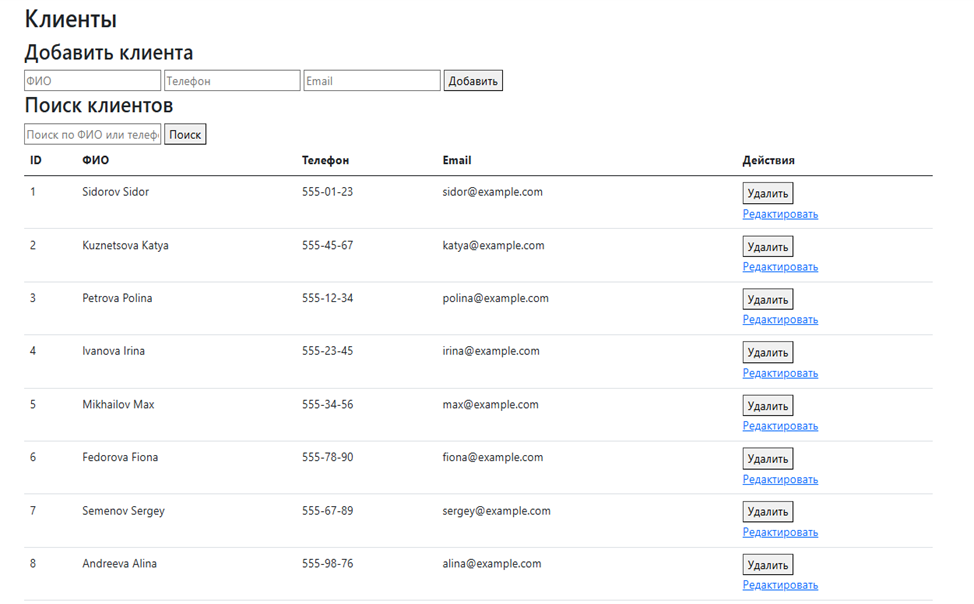 Клиенты
Добавить клиента
ФИО Телефон Email Добавить
Поиск клиентов
Поиск по ФИО или телеф Поиск
ID ФИО Телефон Email Действия
1 Sidorov Sidor 555-01-23 sidor@example.com Удалить
Редактировать
2 Kuznetsova Katya 555-45-67 katya@example.com Удалить
Редактировать
3 Petrova Polina 555-12-34 polina@example.com Удалить
Редактировать
4 Ivanova Irina 555-23-45 irina@example.com Удалить
Редактировать
5 Mikhailov Max 555-34-56 max@example.com Удалить
Редактировать
6 Fedorova Fiona 555-78-90 fiona@example.com Удалить
Редактировать
7 Semenov Sergey 555-67-89 sergey@example.com Удалить
Редактировать
8 Andreeva Alina 555-98-76 alina@example.com Удалить
Редактировать